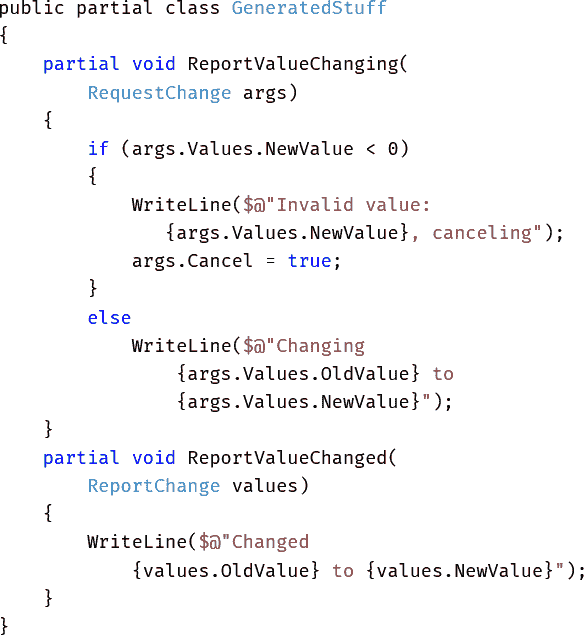 public partial class GeneratedStuff
{
    partial void ReportValueChanging(
        RequestChange args)
    {
        if (args.Values.NewValue < 0)
        {
            WriteLine($@"Invalid value:
               {args.Values.NewValue}, canceling");
            args.Cancel = true;
        }
        else
            WriteLine($@"Changing
                {args.Values.OldValue} to
                {args.Values.NewValue}");
    }
    partial void ReportValueChanged(
        ReportChange values)
    {
        WriteLine($@"Changed
            {values.OldValue} to {values.NewValue}");
    }
}